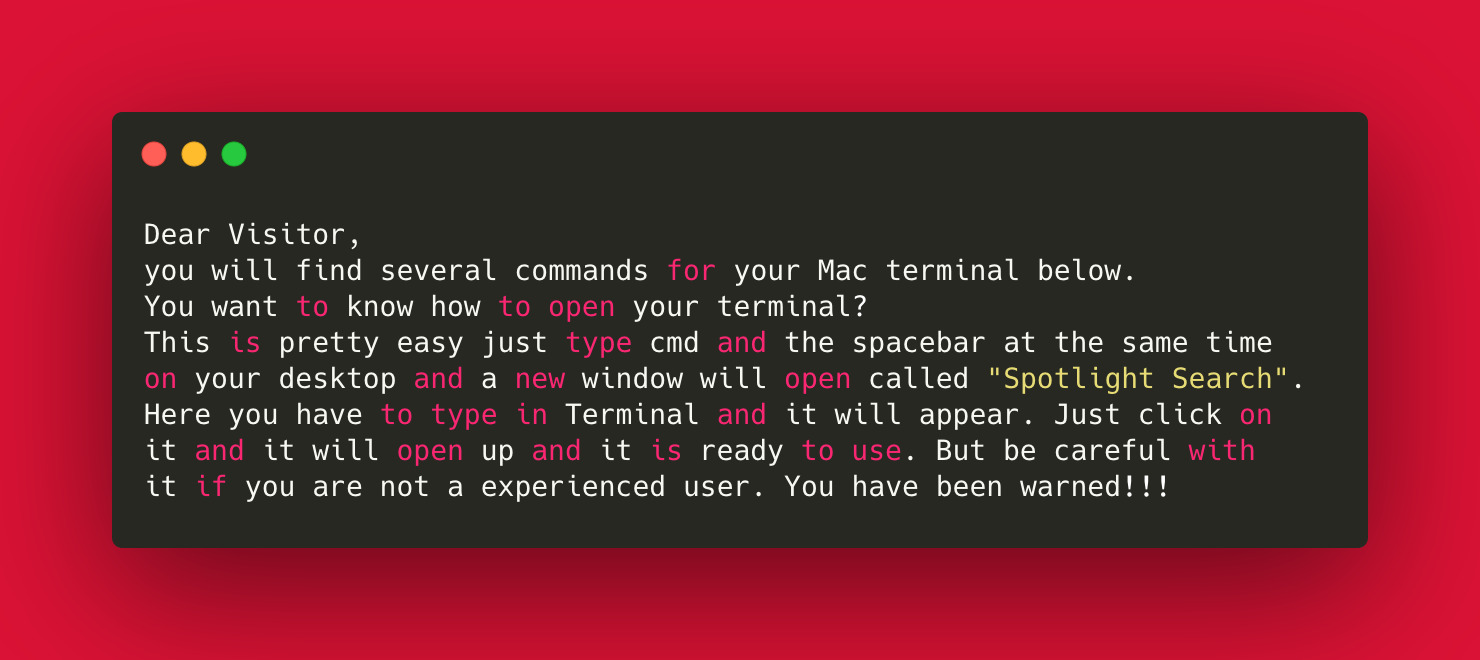 Dear Visitor,
you will find several commands for your Mac terminal below.
You want to know how to open your terminal?
This is pretty easy just type cmd and the spacebar at the same time
on your desktop and a new window will open called "Spotlight Search".
Here you have to type in Terminal and it will appear. Just click on
it and it will open up and it is ready to use. But be careful with
it if you are not a experienced user. You have been warned!!!